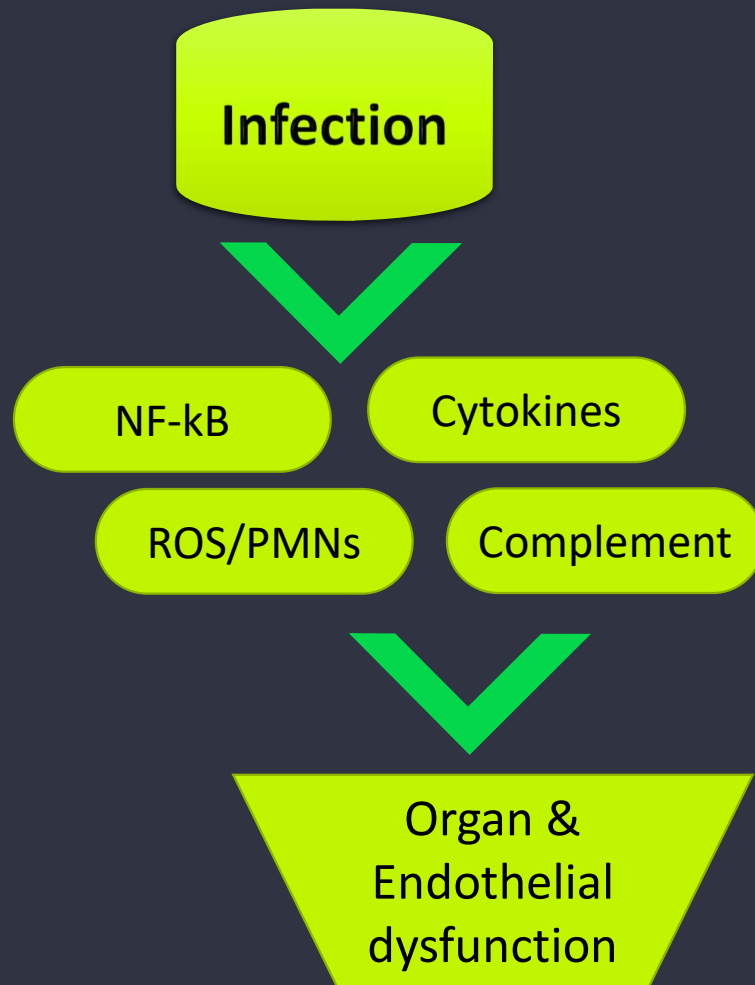 Infection
NF-kB
Cytokines
ROS/PMNs
Complement
Organ &
Endothelial
dysfunction